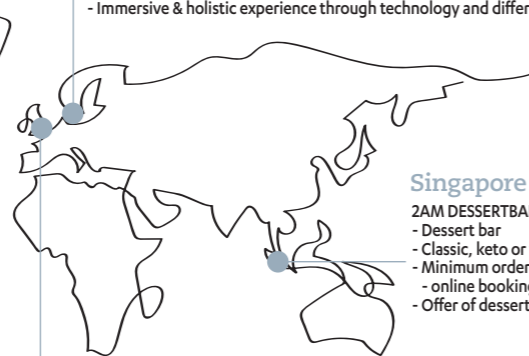 - Immersive & holistic experience through technology and differ
Singapore
2AM DESSERTBA
- Dessert bar
- Classic, keto or
- Minimum order
- online booking
- Offer of dessert